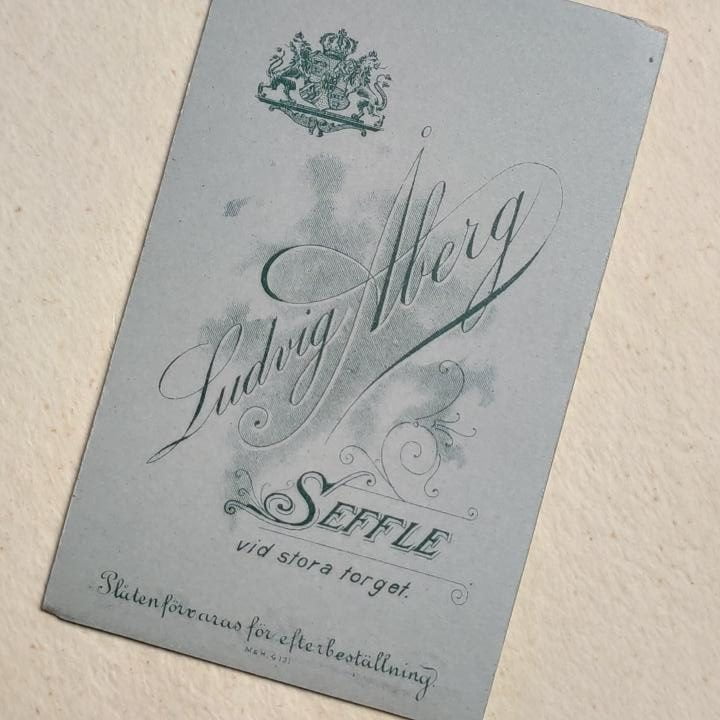 Ludvig Åberg
SEFFLE
vid stora torget.
Plåten förvaras för efterbeställning.